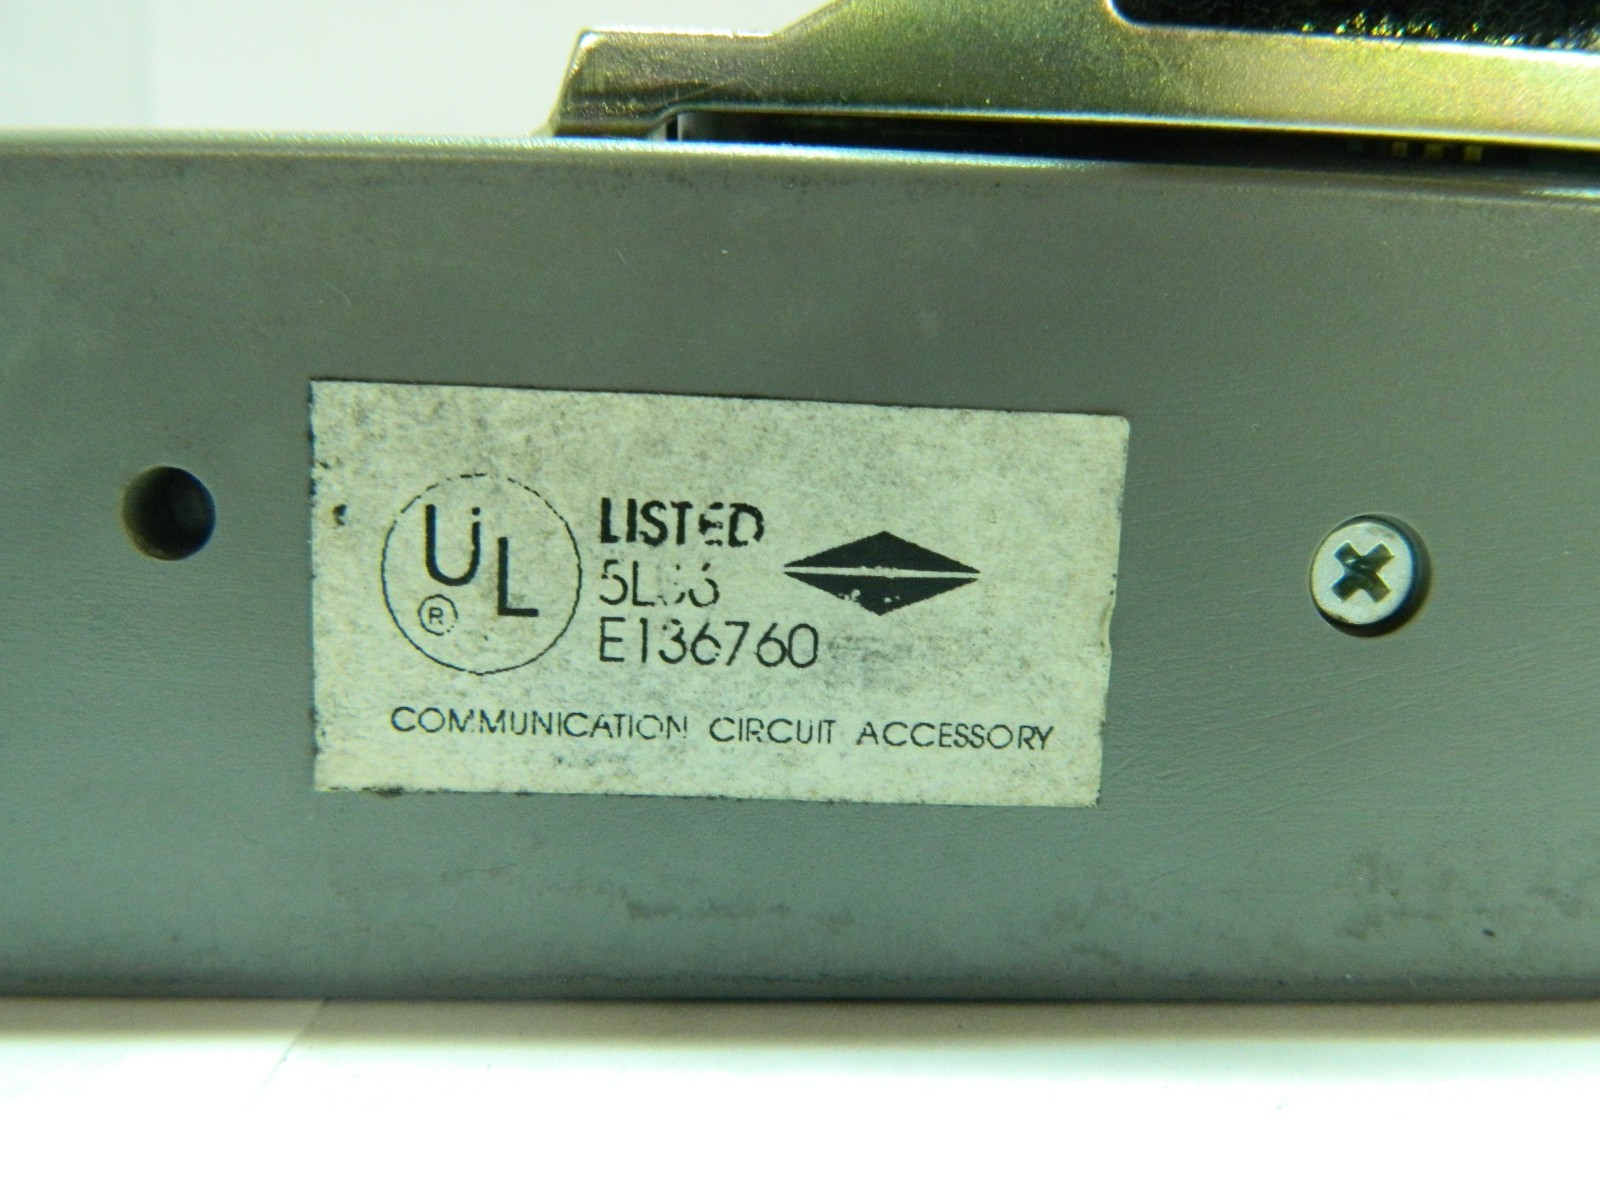 UL LISTED
®
E136760
COMMUNICATION CIRCUIT ACCESSORY